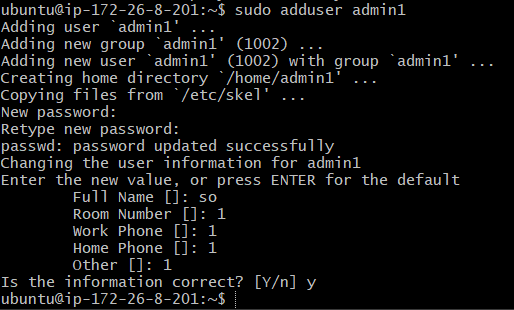 ubuntu@ip-172-26-8-201:~$ sudo adduser admin1
Adding user `admin1' ...
Adding new group `admin1' (1002) ...
Adding new user `admin1' (1002) with group `admin1' ...
Creating home directory `/home/admin1' ...
Copying files from `/etc/skel' ...
New password:
Retype new password:
passwd: password updated successfully
Changing the user information for admin1
Enter the new value, or press ENTER for the default
Full Name []: so
Room Number []: 1
Work Phone []: 1
Home Phone []: 1
Other []: 1
Is the information correct? [Y/n] y
ubuntu@ip-172-26-8-201:~$